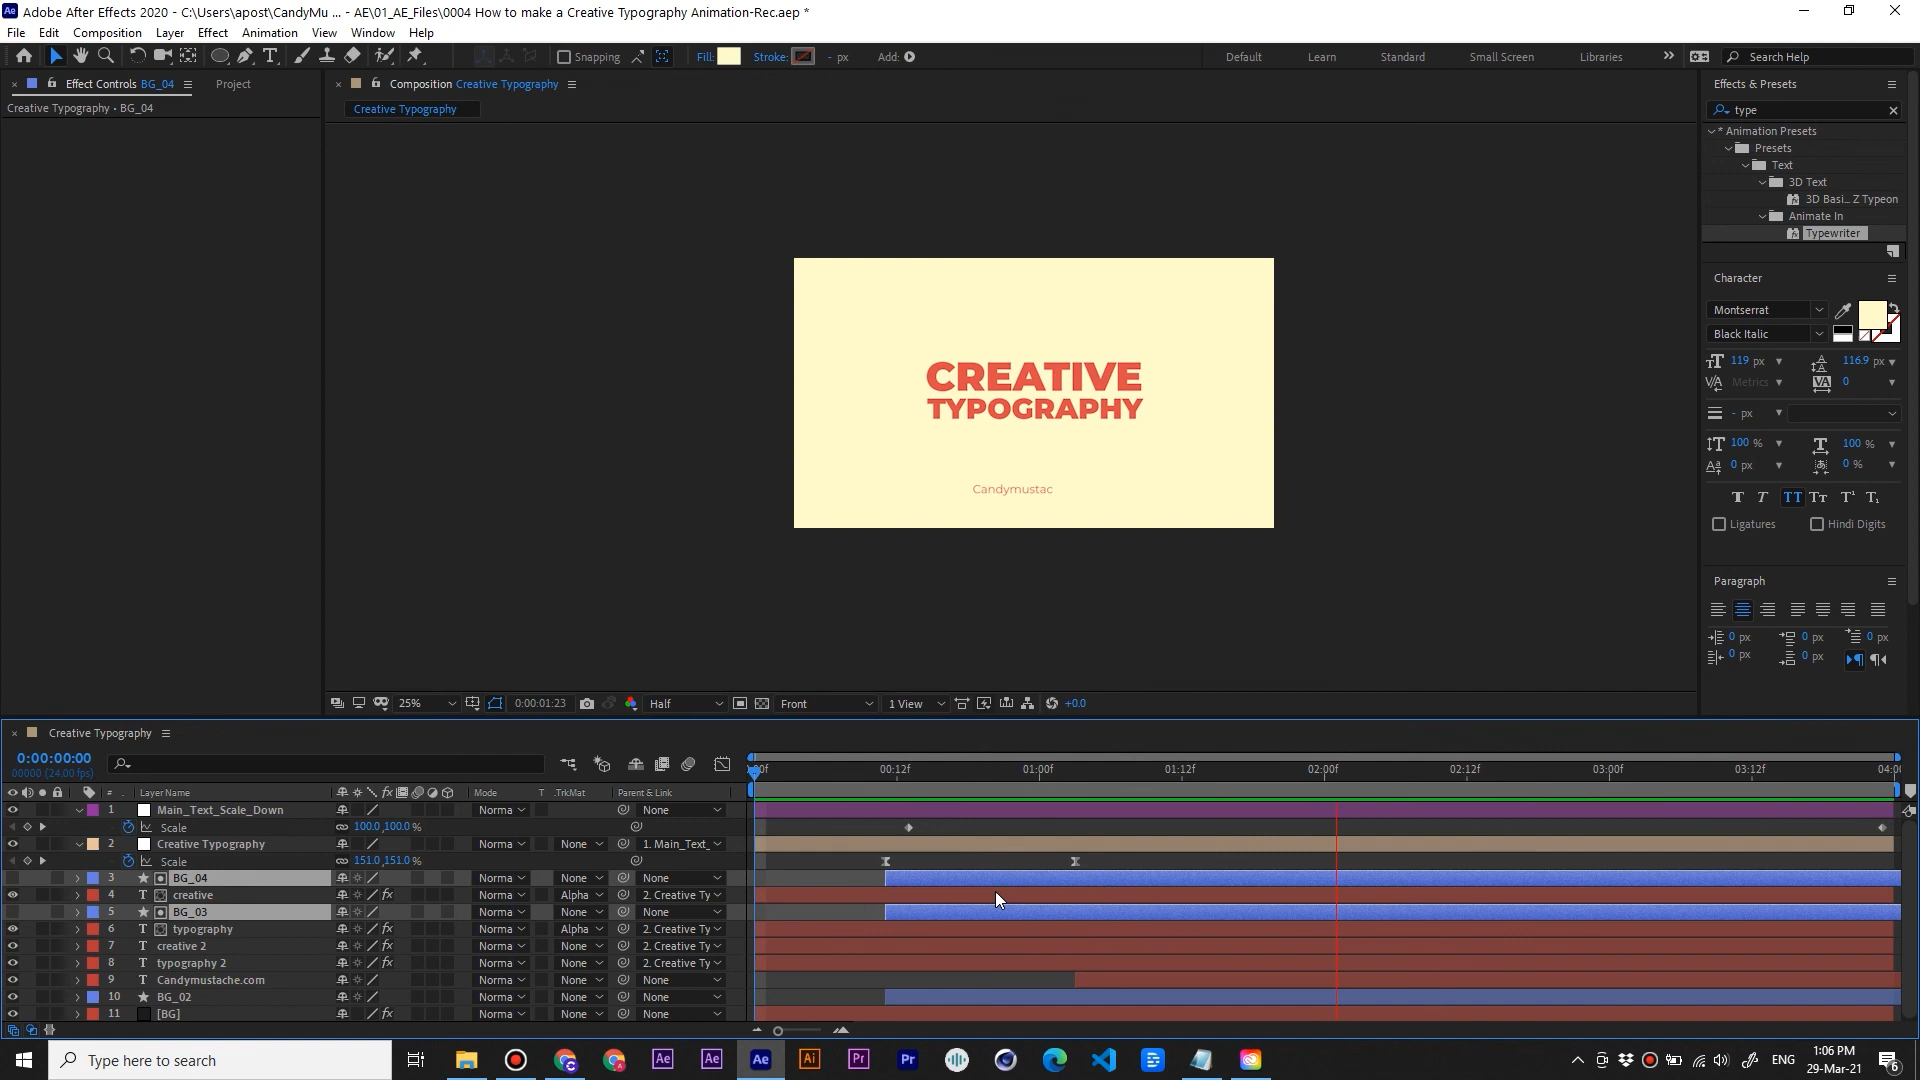 Adobe After Effects 2020 - C:\Users\apost\CandyMu ... - AE\01_AE_Files\0004 How to make a Creative Typography Animation-Rec.aep *
File Edit Composition Layer Effect Animation View Window Help
Snapping Fill: Stroke: - px Add: Default Learn Standard Small Screen Libraries Search Help
Effect Controls BG_04 Project
Creative Typography • BG_04
Composition Creative Typography
Creative Typography
CREATIVE
TYPOGRAPHY
Candymustac
25% 0:00:01:23 Half Front 1 View +0.0
Effects & Presets
type
* Animation Presets
Presets
Text
3D Text
3D Basi... Z Typeon
Animate In
Typewriter
Character
Montserrat
Black Italic
119 px 116.9 px
Metrics 0
- px
100 % 100 %
0 px 0 %
Ligatures Hindi Digits
Paragraph
0 px 0 px 0 px
0 px 0 px
Creative Typography
0:00:00:00
00000 (24.00 fps)
00f 00:12f 01:00f 01:12f 02:00f 02:12f 03:00f 03:12f 04:00
# Layer Name Mode T .TrkMat Parent & Link
1 Main_Text_Scale_Down Norma None
Scale 100.0,100.0 %
2 Creative Typography Norma None 1. Main_Text_
Scale 151.0,151.0 %
3 BG_04 Norma None None
4 creative Norma Alpha 2. Creative Ty
5 BG_03 Norma None None
6 typography Norma Alpha 2. Creative Ty
7 creative 2 Norma None 2. Creative Ty
8 typography 2 Norma None 2. Creative Ty
9 Candymustache.com Norma None None
10 BG_02 Norma None None
11 [BG] Norma None None
Type here to search
ENG
1:06 PM
29-Mar-21
6